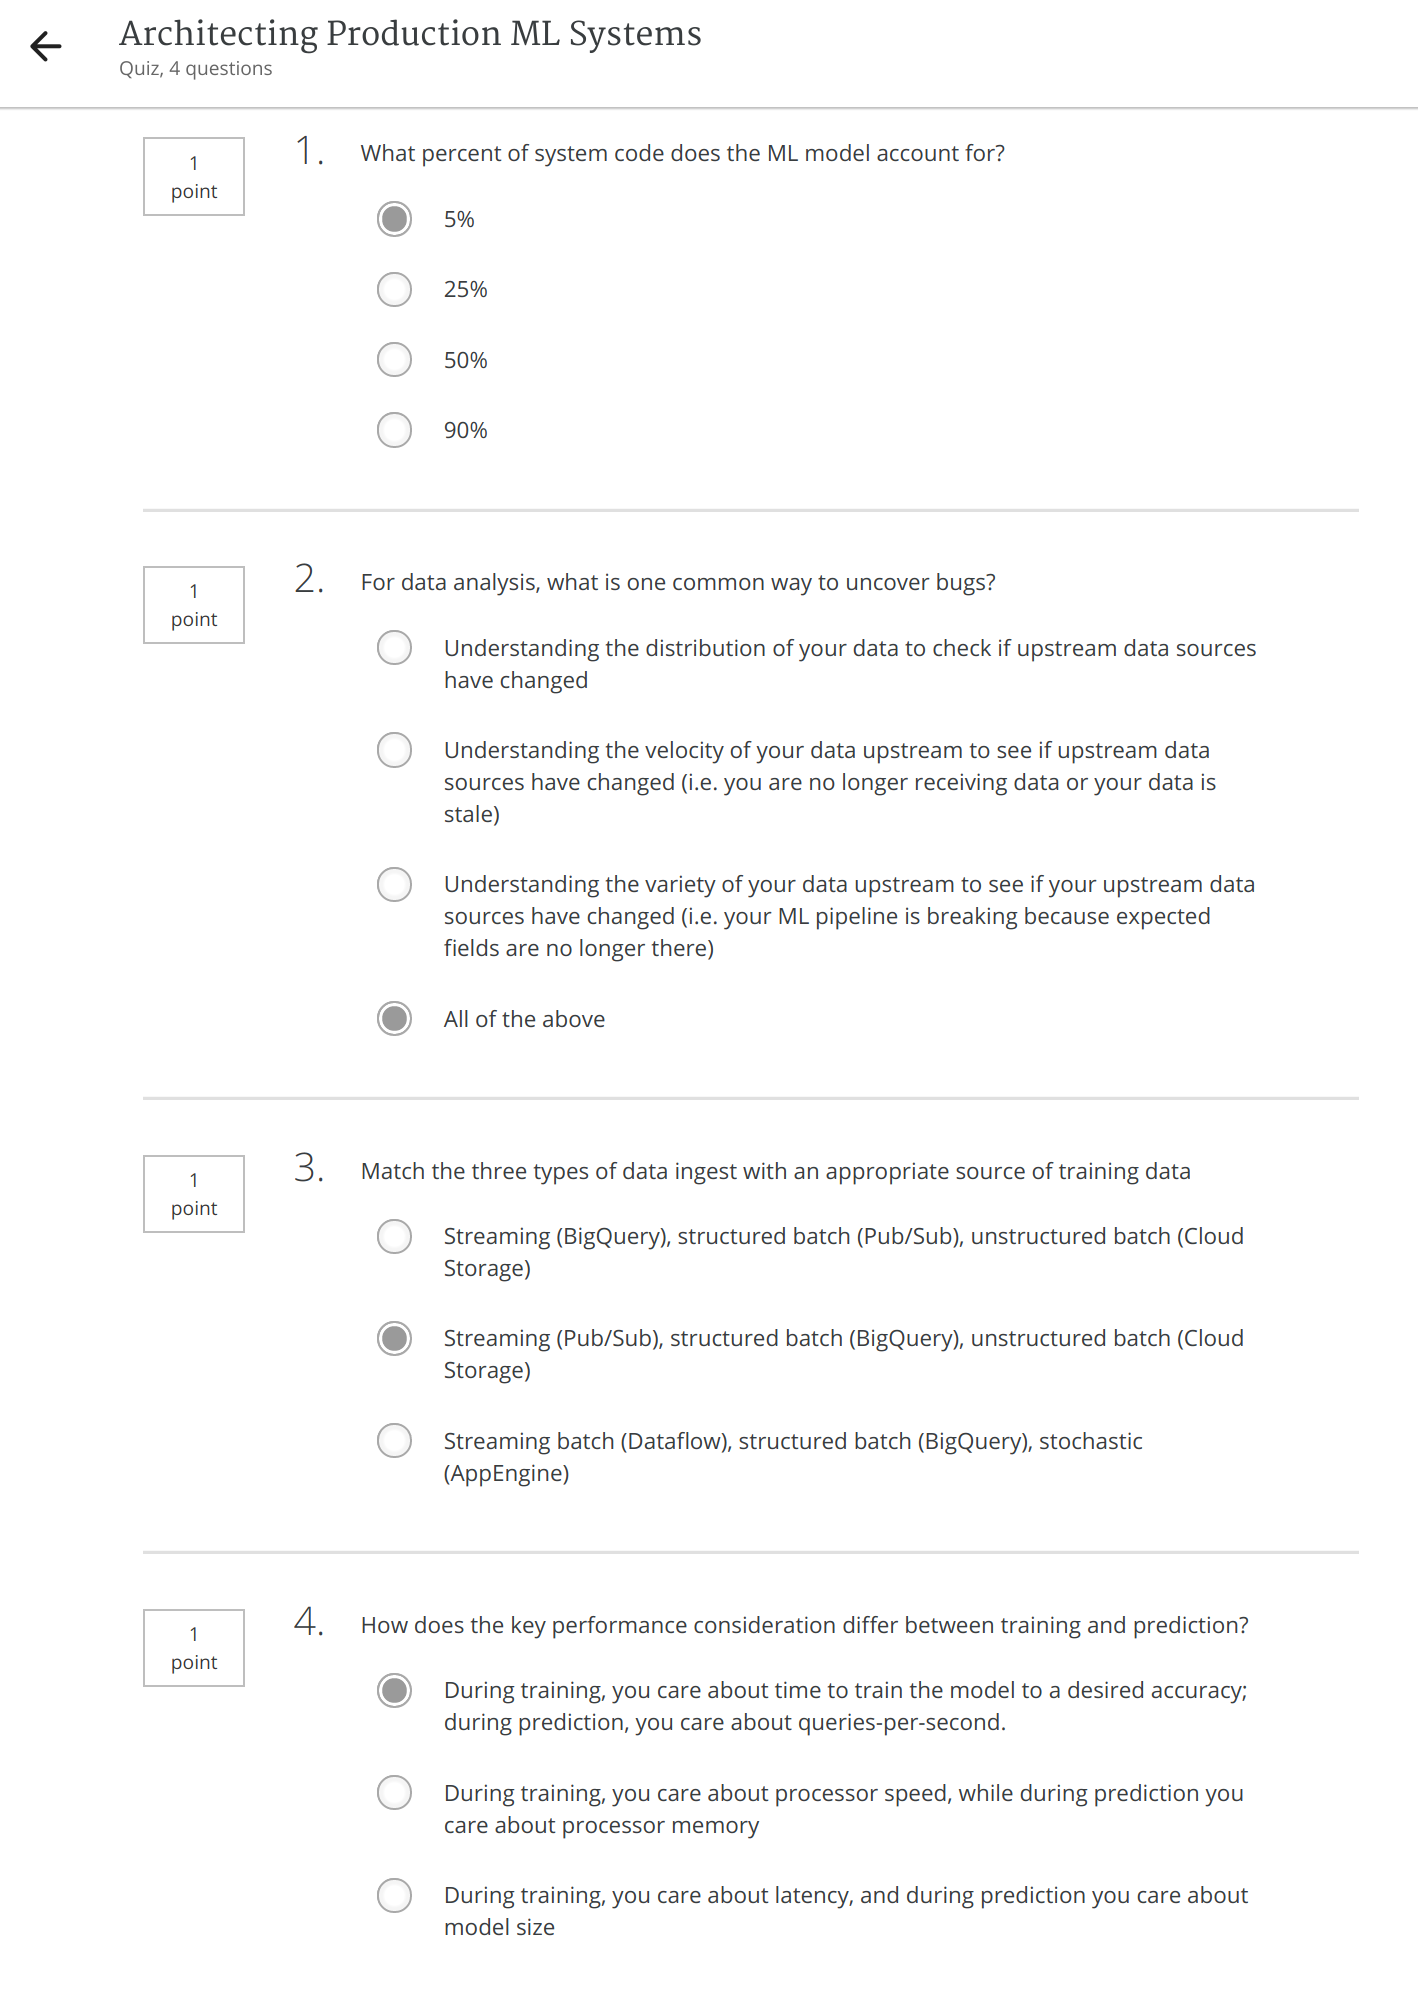 Architecting Production ML Systems
Quiz, 4 questions
1
point
1.
What percent of system code does the ML model account for?
5%
25%
50%
90%
1
point
2.
For data analysis, what is one common way to uncover bugs?
Understanding the distribution of your data to check if upstream data sources
have changed
Understanding the velocity of your data upstream to see if upstream data
sources have changed (i.e. you are no longer receiving data or your data is
stale)
Understanding the variety of your data upstream to see if your upstream data
sources have changed (i.e. your ML pipeline is breaking because expected
fields are no longer there)
All of the above
1
point
3.
Match the three types of data ingest with an appropriate source of training data
Streaming (BigQuery), structured batch (Pub/Sub), unstructured batch (Cloud
Storage)
Streaming (Pub/Sub), structured batch (BigQuery), unstructured batch (Cloud
Storage)
Streaming batch (Dataflow), structured batch (BigQuery), stochastic
(AppEngine)
1
point
4.
How does the key performance consideration differ between training and prediction?
During training, you care about time to train the model to a desired accuracy;
during prediction, you care about queries-per-second.
During training, you care about processor speed, while during prediction you
care about processor memory
During training, you care about latency, and during prediction you care about
model size